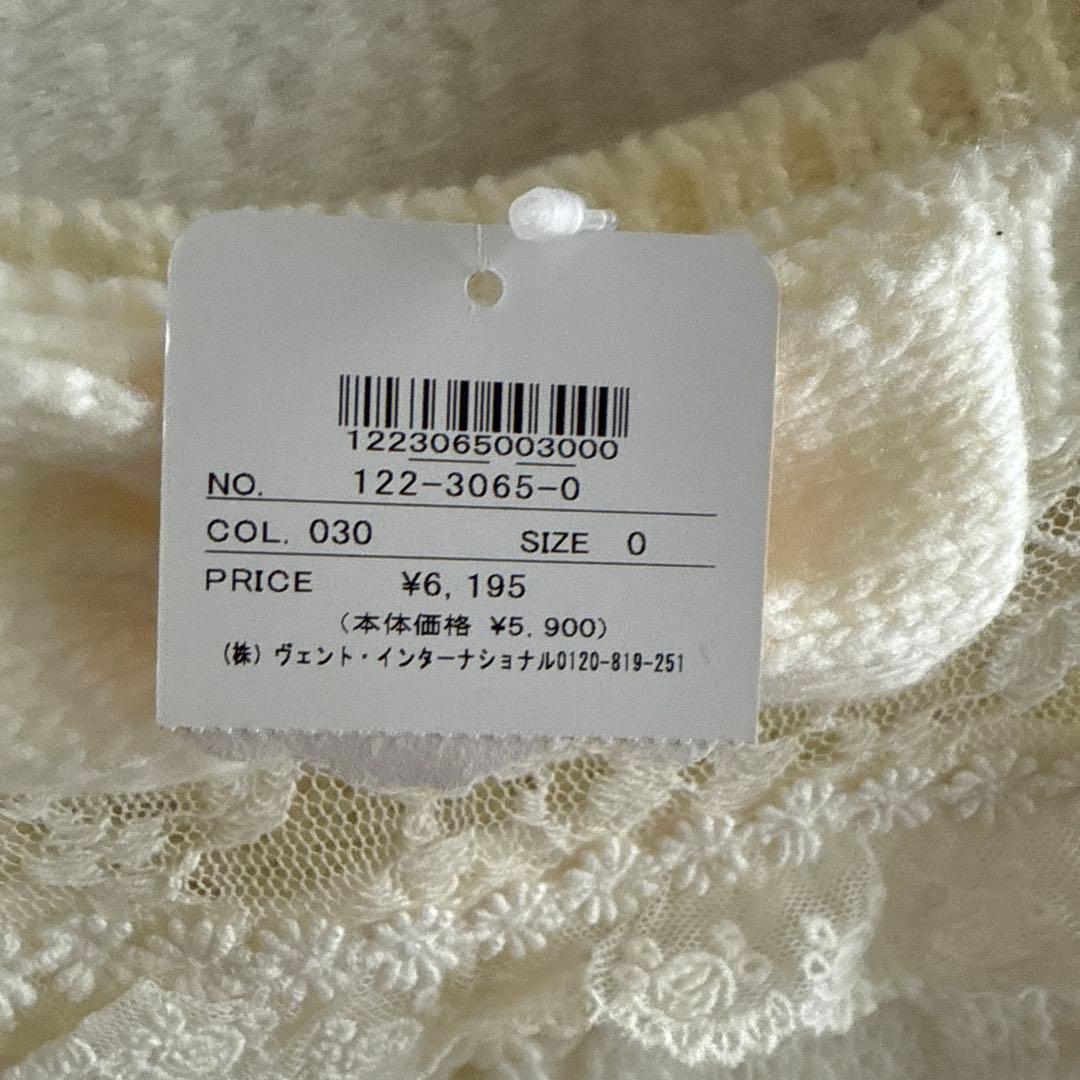 1223065003000
NO. 122-3065-0
COL. 030 SIZE 0
PRICE ¥6, 195
(本体価格 ¥5, 900)
(株) ヴェント・インターナショナル0120-819-251